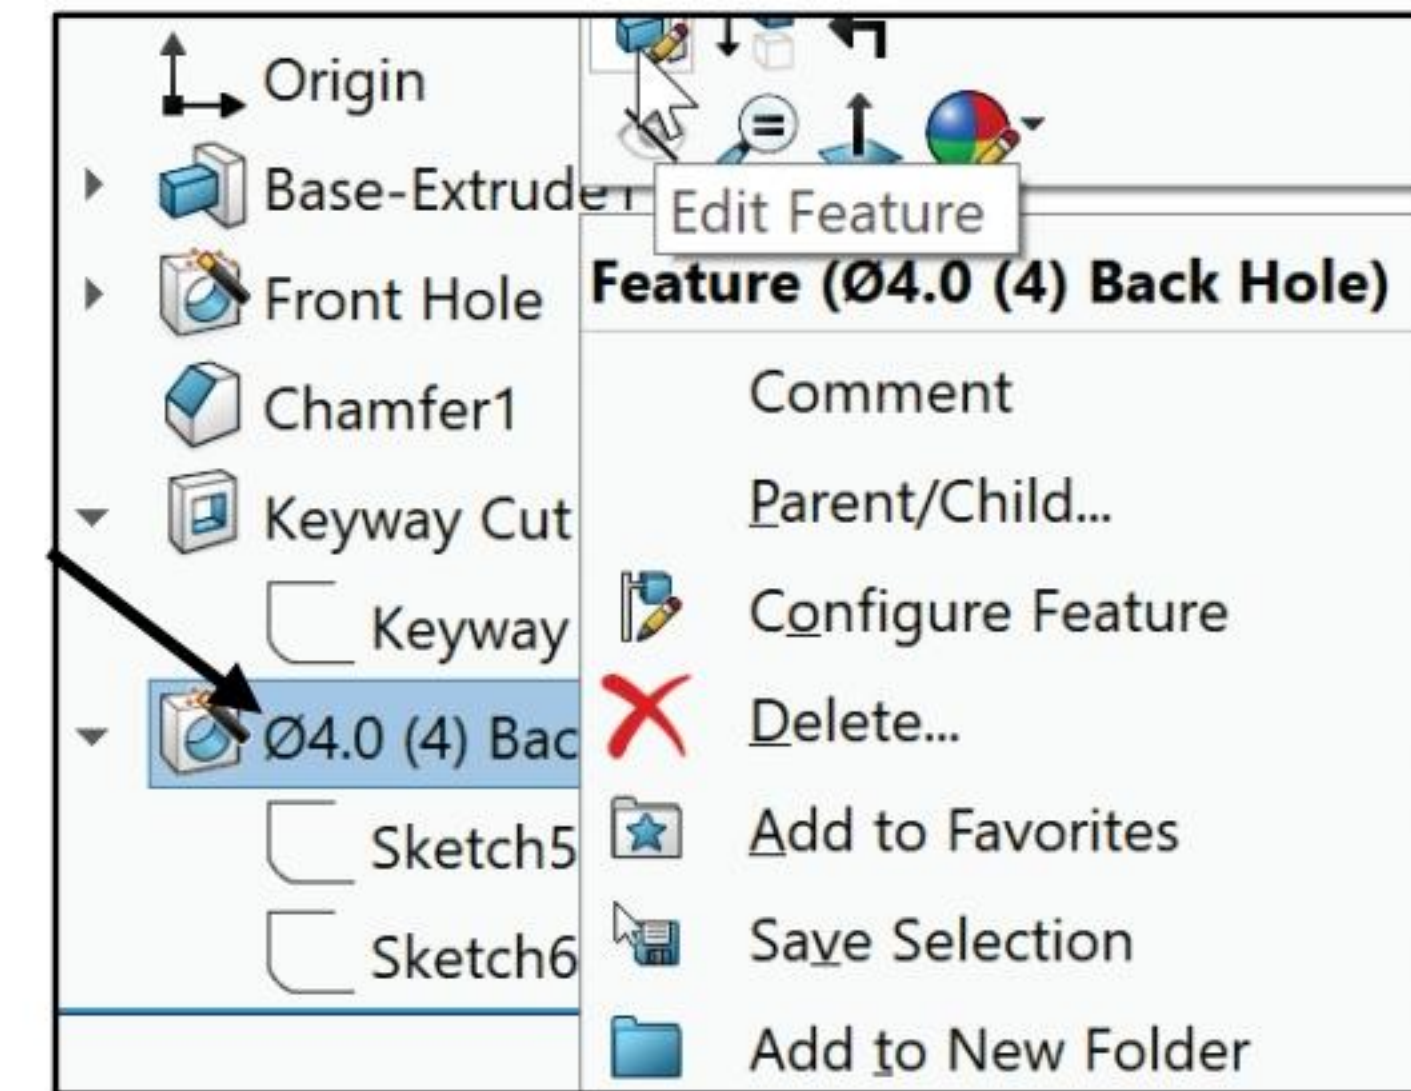 Origin
Base-Extrude1
Edit Feature
Front Hole
Feature (Ø4.0 (4) Back Hole)
Chamfer1
Comment
Keyway Cut
Parent/Child...
Keyway
Configure Feature
Ø4.0 (4) Bac
Delete...
Sketch5
Add to Favorites
Sketch6
Save Selection
Add to New Folder